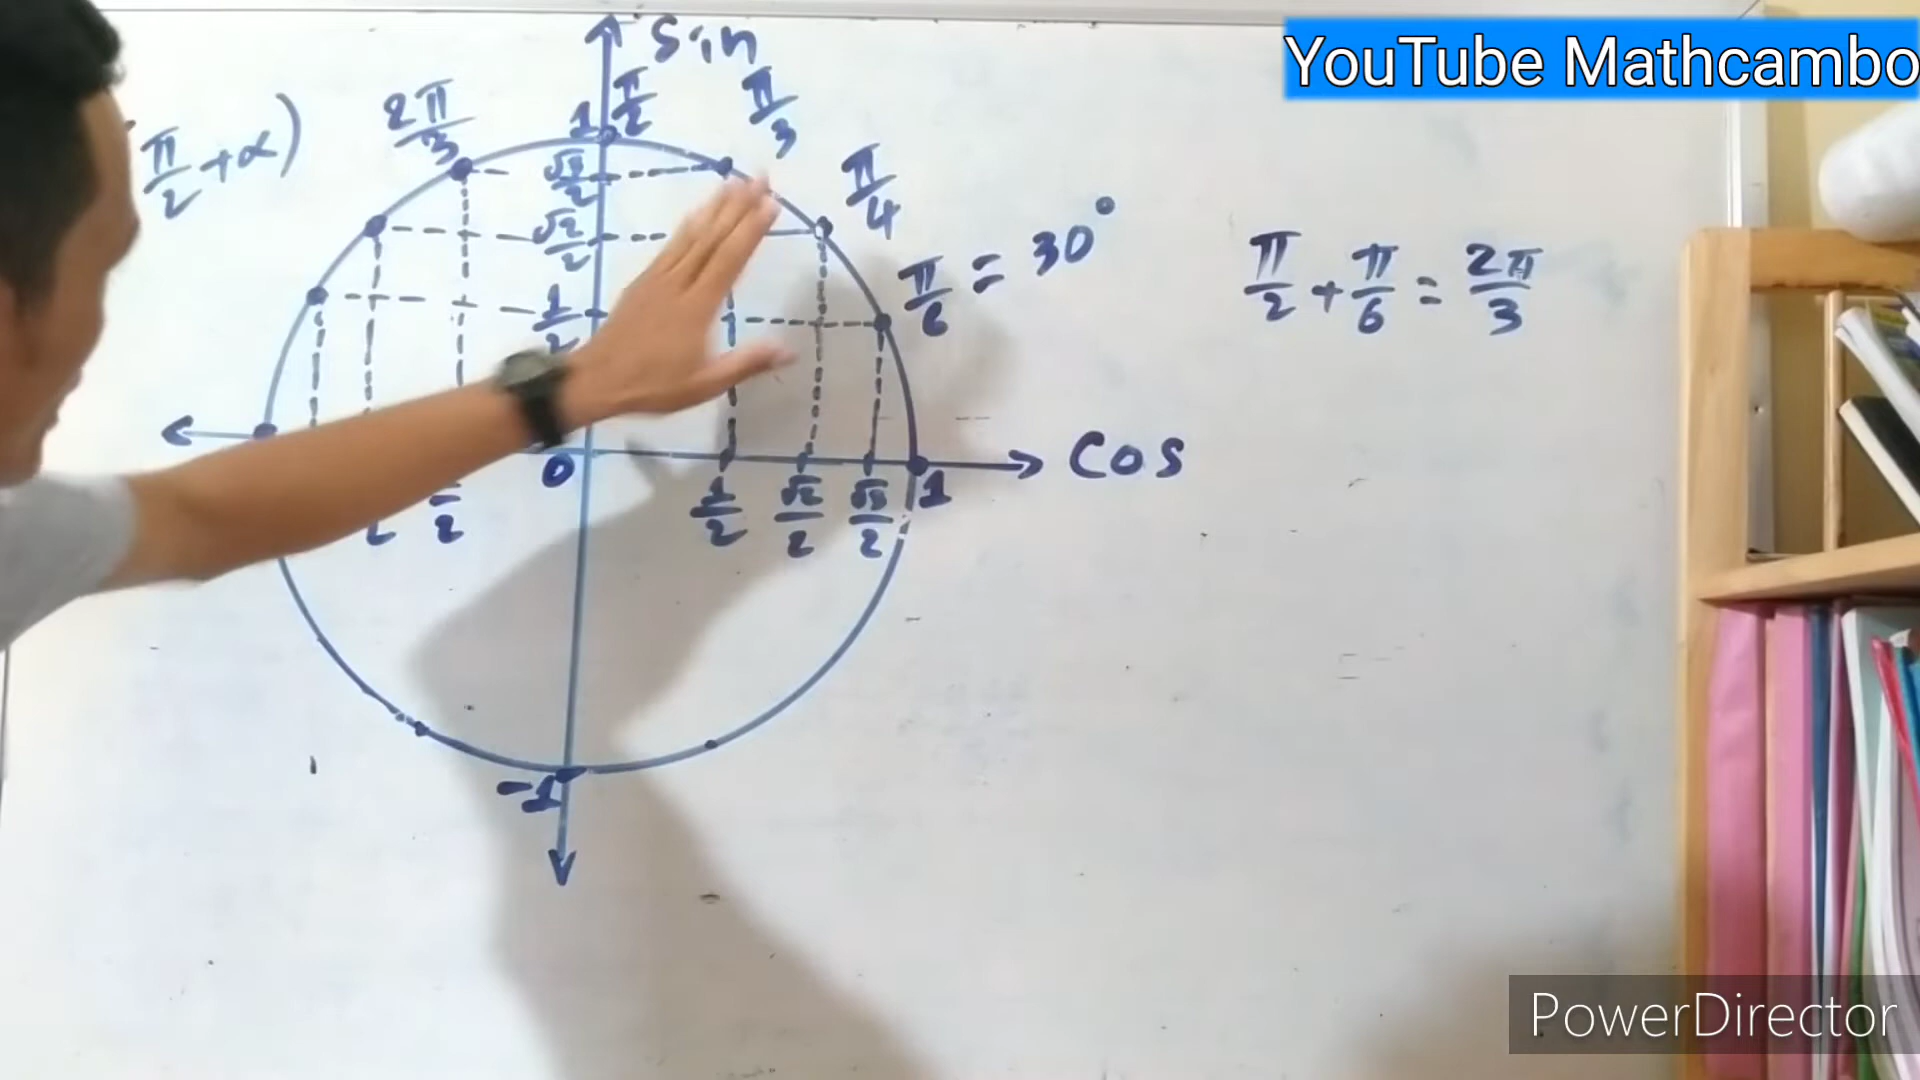 YouTube Mathcambo
sin
π/2 + α)
2π/3
1
π/2
π/3
√3/2
π/4
√2/2
π/6 = 30°
π/2 + π/6 = 2π/3
1/2
cos
0
1/2
√2/2
√3/2
1
-1
PowerDirector